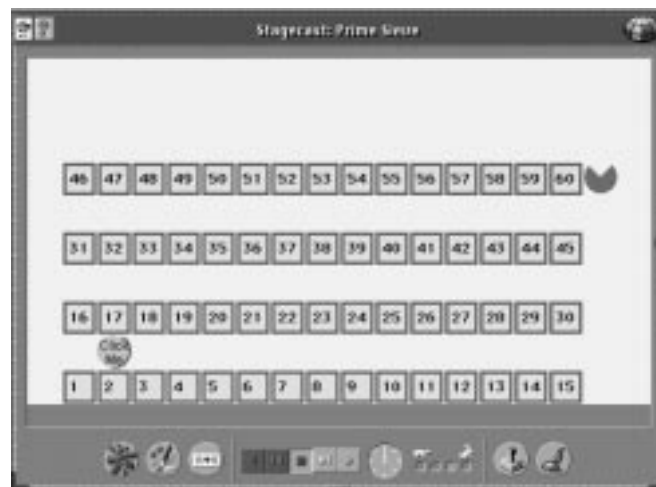 Stagecast: Prime Sieve
46 47 48 49 50 51 52 53 54 55 56 57 58 59 60
31 32 33 34 35 36 37 38 39 40 41 42 43 44 45
16 17 18 19 20 21 22 23 24 25 26 27 28 29 30
Click
Me
1 2 3 4 5 6 7 8 9 10 11 12 13 14 15